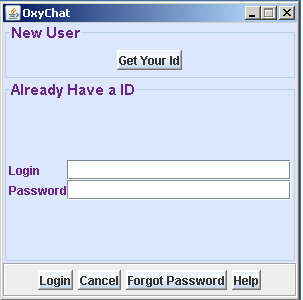 OxyChat
New User
Get Your Id
Already Have a ID
Login
Password
Login Cancel Forgot Password Help